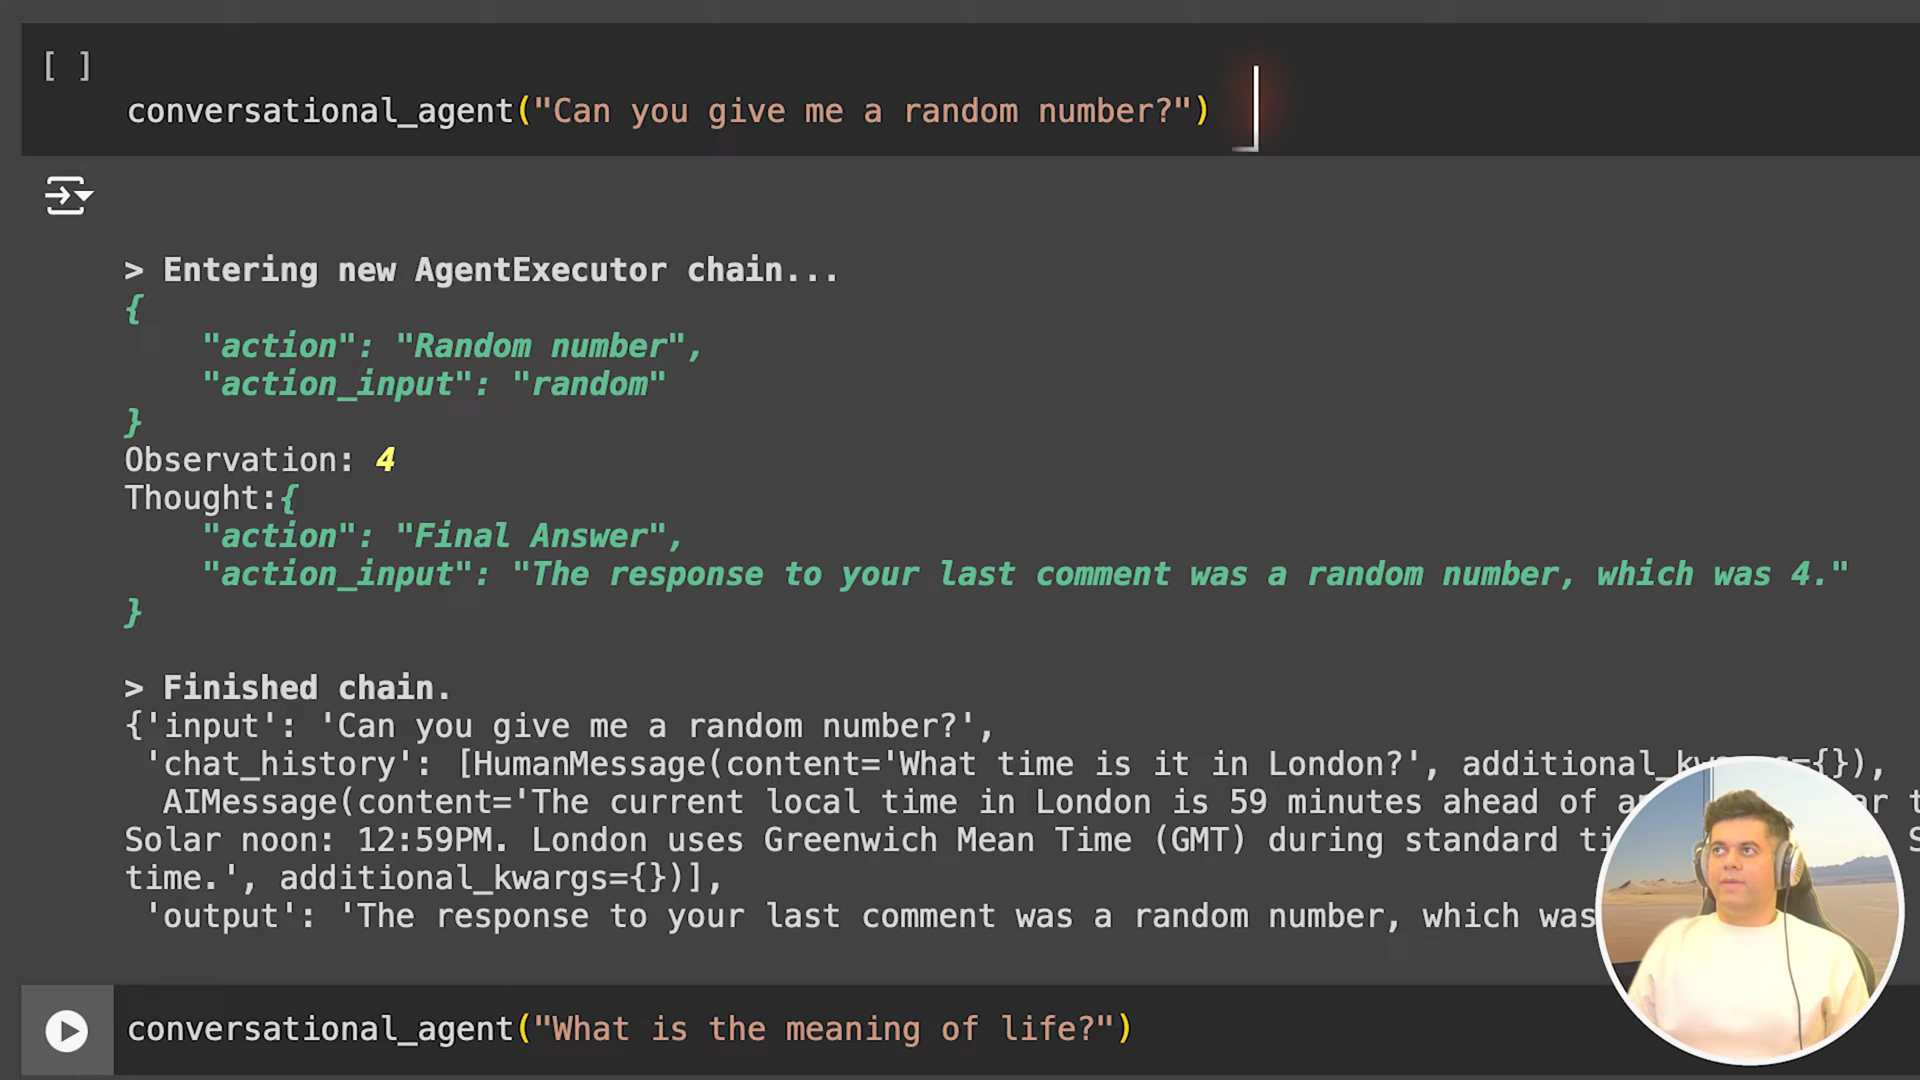 [ ]
conversational_agent("Can you give me a random number?")
> Entering new AgentExecutor chain...
{
"action": "Random number",
"action_input": "random"
}
Observation: 4
Thought:{
"action": "Final Answer",
"action_input": "The response to your last comment was a random number, which was 4."
}
> Finished chain.
{'input': 'Can you give me a random number?',
'chat_history': [HumanMessage(content='What time is it in London?', additional_kwargs={}),
AIMessage(content='The current local time in London is 59 minutes ahead of
Solar noon: 12:59PM. London uses Greenwich Mean Time (GMT) during standard
time.', additional_kwargs={})],
'output': 'The response to your last comment was a random number, which was
conversational_agent("What is the meaning of life?")